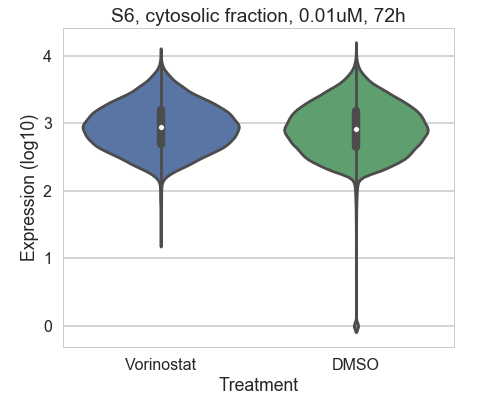 S6, cytosolic fraction, 0.01uM, 72h
Expression (log10)
4
3
2
1
0
Vorinostat
DMSO
Treatment